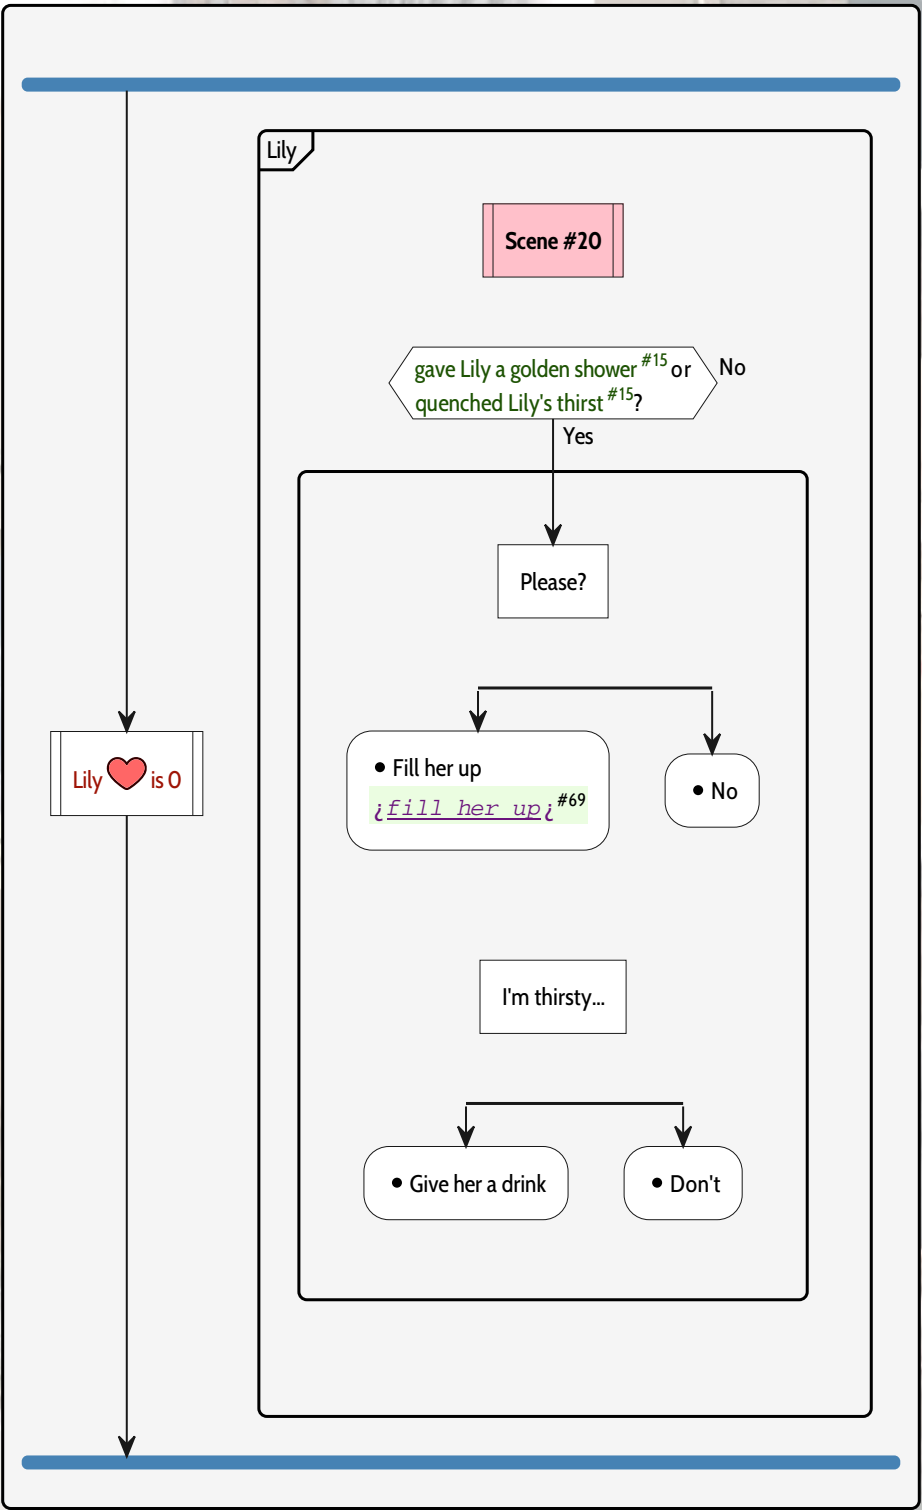 Lily
Scene #20
gave Lily a golden shower #15 or
quenched Lily's thirst #15?
No
Yes
Please?
Lily ❤ is 0
• Fill her up
¿fill her up¿#69
• No
I'm thirsty...
• Give her a drink
• Don't